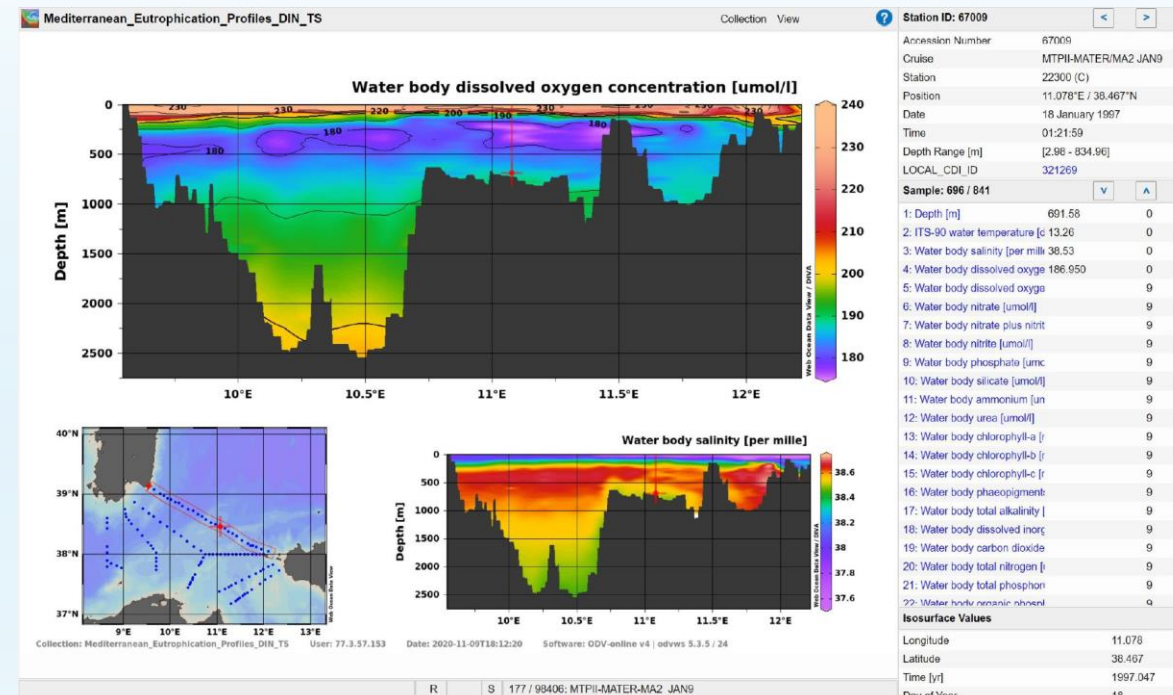 Mediterranean_Eutrophication_Profiles_DIN_TS
Collection View
?
Water body dissolved oxygen concentration [umol/l]
Depth [m]
0
500
1000
1500
2000
2500
10°E
10.5°E
11°E
11.5°E
12°E
230
230
220
200
190
230
230
180
180
180
Web Ocean Data View / DIVA
240
230
220
210
200
190
180
40°N
39°N
38°N
37°N
9°E
10°E
11°E
12°E
13°E
Web Ocean Data View
Water body salinity [per mille]
Depth [m]
0
500
1000
1500
2000
2500
10°E
10.5°E
11°E
11.5°E
12°E
Web Ocean Data View / DIVA
38.6
38.4
38.2
38
37.8
37.6
Collection: Mediterranean_Eutrophication_Profiles_DIN_TS User: 77.3.57.153 Date: 2020-11-09T18:12:20 Software: ODV-online v4 | odvws 5.3.5 / 24
R S 177 / 98406: MTPII-MATER-MA2 JAN9
Station ID: 67009 < >
Accession Number 67009
Cruise MTPII-MATER/MA2 JAN9
Station 22300 (C)
Position 11.078°E / 38.467°N
Date 18 January 1997
Time 01:21:59
Depth Range [m] [2.98 - 834.96]
LOCAL_CDI_ID 321269
Sample: 696 / 841 v ʌ
1: Depth [m] 691.58 0
2: ITS-90 water temperature [d 13.26 0
3: Water body salinity [per mille 38.53 0
4: Water body dissolved oxyge 186.950 0
5: Water body dissolved oxyge 9
6: Water body nitrate [umol/l] 9
7: Water body nitrate plus nitrit 9
8: Water body nitrite [umol/l] 9
9: Water body phosphate [umo 9
10: Water body silicate [umol/l] 9
11: Water body ammonium [un 9
12: Water body urea [umol/l] 9
13: Water body chlorophyll-a [r 9
14: Water body chlorophyll-b [r 9
15: Water body chlorophyll-c [r 9
16: Water body phaeopigments 9
17: Water body total alkalinity [ 9
18: Water body dissolved inorg 9
19: Water body carbon dioxide 9
20: Water body total nitrogen [u 9
21: Water body total phosphor 9
22: Water body organic phospl 9
Isosurface Values
Longitude 11.078
Latitude 38.467
Time [yr] 1997.047
Day of Year 18